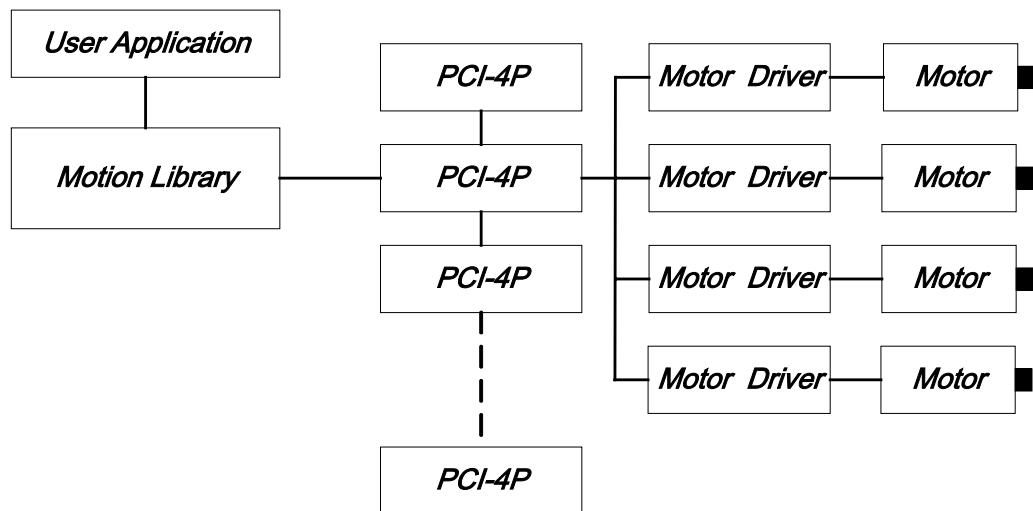 User Application
Motion Library
PCI-4P
PCI-4P
PCI-4P
PCI-4P
Motor Driver
Motor
Motor Driver
Motor
Motor Driver
Motor
Motor Driver
Motor